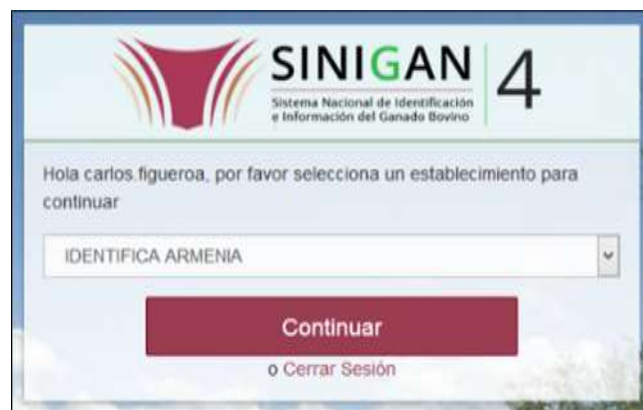 SINIGAN 4
Sistema Nacional de Identificación
e Información del Ganado Bovino
Hola carlos.figueroa, por favor selecciona un establecimiento para
continuar
IDENTIFICA ARMENIA
Continuar
o Cerrar Sesión